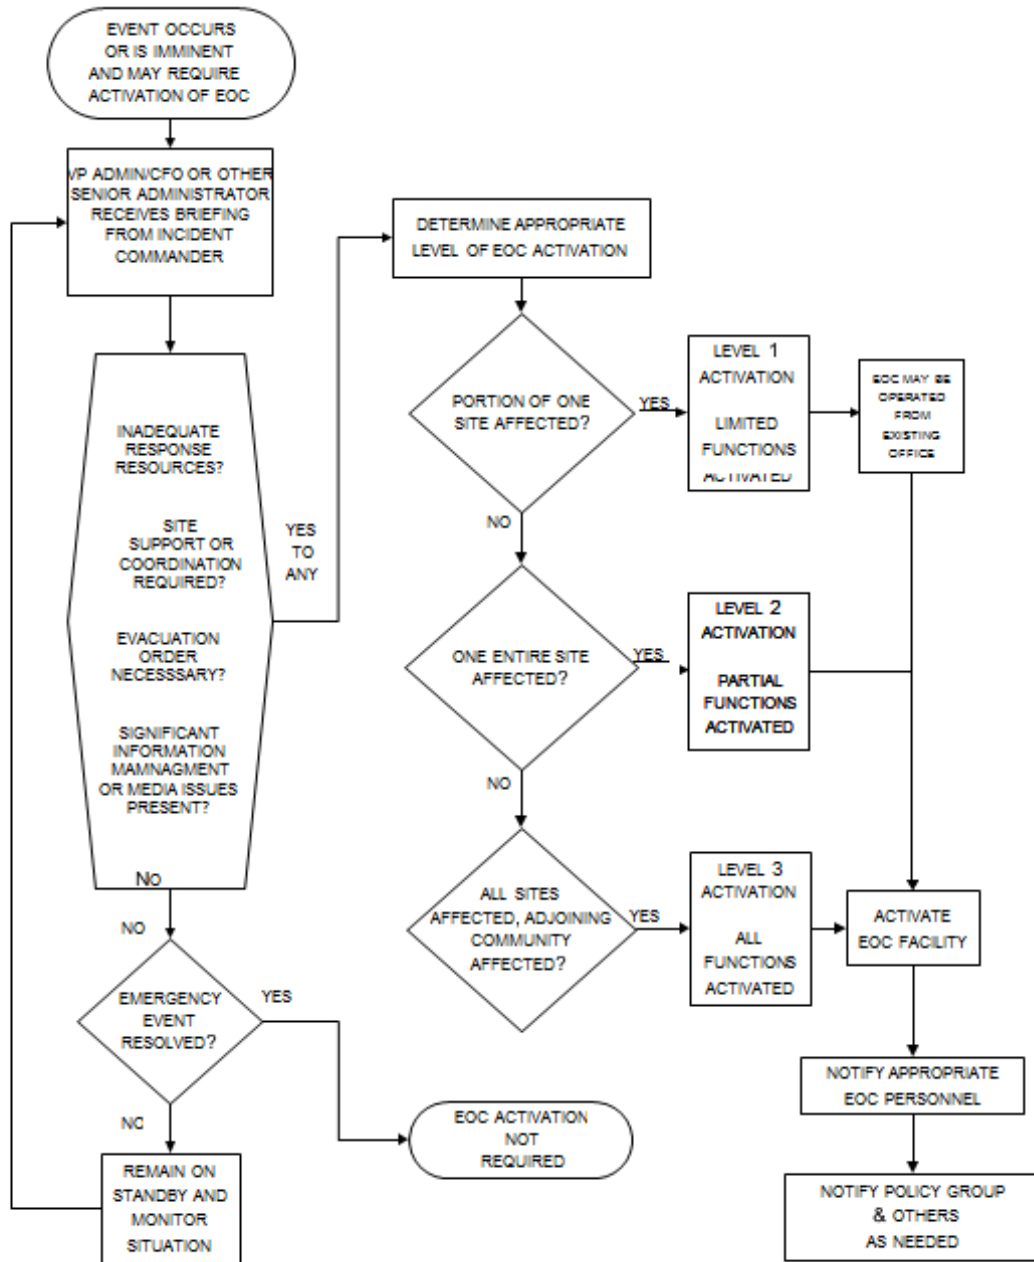 EVENT OCCURS
OR IS IMMINENT
AND MAY REQUIRE
ACTIVATION OF EOC
VP ADMIN/CFO OR OTHER
SENIOR ADMINISTRATOR
RECEIVES BRIEFING
FROM INCIDENT
COMMANDER
INADEQUATE
RESPONSE
RESOURCES?
SITE
SUPPORT OR
COORDINATION
REQUIRED?
EVACUATION
ORDER
NECESSSARY?
SIGNIFICANT
INFORMATION
MAMNAGMENT
OR MEDIA ISSUES
PRESENT?
NO
YES
TO
ANY
NO
EMERGENCY
EVENT
RESOLVED?
YES
NO
REMAIN ON
STANDBY AND
MONITOR
SITUATION
EOC ACTIVATION
NOT
REQUIRED
DETERMINE APPROPRIATE
LEVEL OF EOC ACTIVATION
PORTION OF ONE
SITE AFFECTED?
YES
LEVEL 1
ACTIVATION
LIMITED
FUNCTIONS
ACTIVATED
EOC MAY BE
OPERATED
FROM
EXISTING
OFFICE
NO
ONE ENTIRE SITE
AFFECTED?
YES
LEVEL 2
ACTIVATION
PARTIAL
FUNCTIONS
ACTIVATED
NO
ALL SITES
AFFECTED, ADJOINING
COMMUNITY
AFFECTED?
YES
LEVEL 3
ACTIVATION
ALL
FUNCTIONS
ACTIVATED
ACTIVATE
EOC FACILITY
NOTIFY APPROPRIATE
EOC PERSONNEL
NOTIFY POLICY GROUP
& OTHERS
AS NEEDED